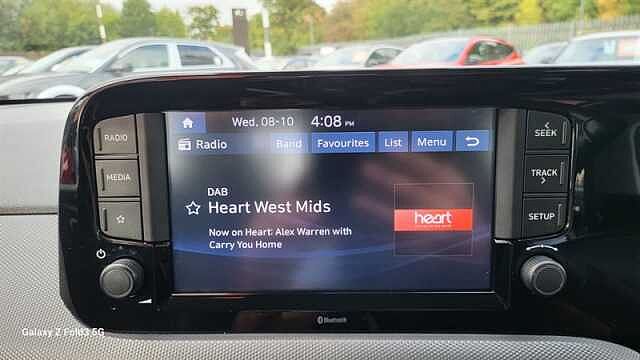 Wed, 08-10 4:08 PM
RADIO
Radio Band Favourites List Menu
SEEK
MEDIA
TRACK
DAB
Heart West Mids
heart
SETUP
Now on Heart: Alex Warren with
Carry You Home
Bluetooth
Galaxy Z Fold3 5G